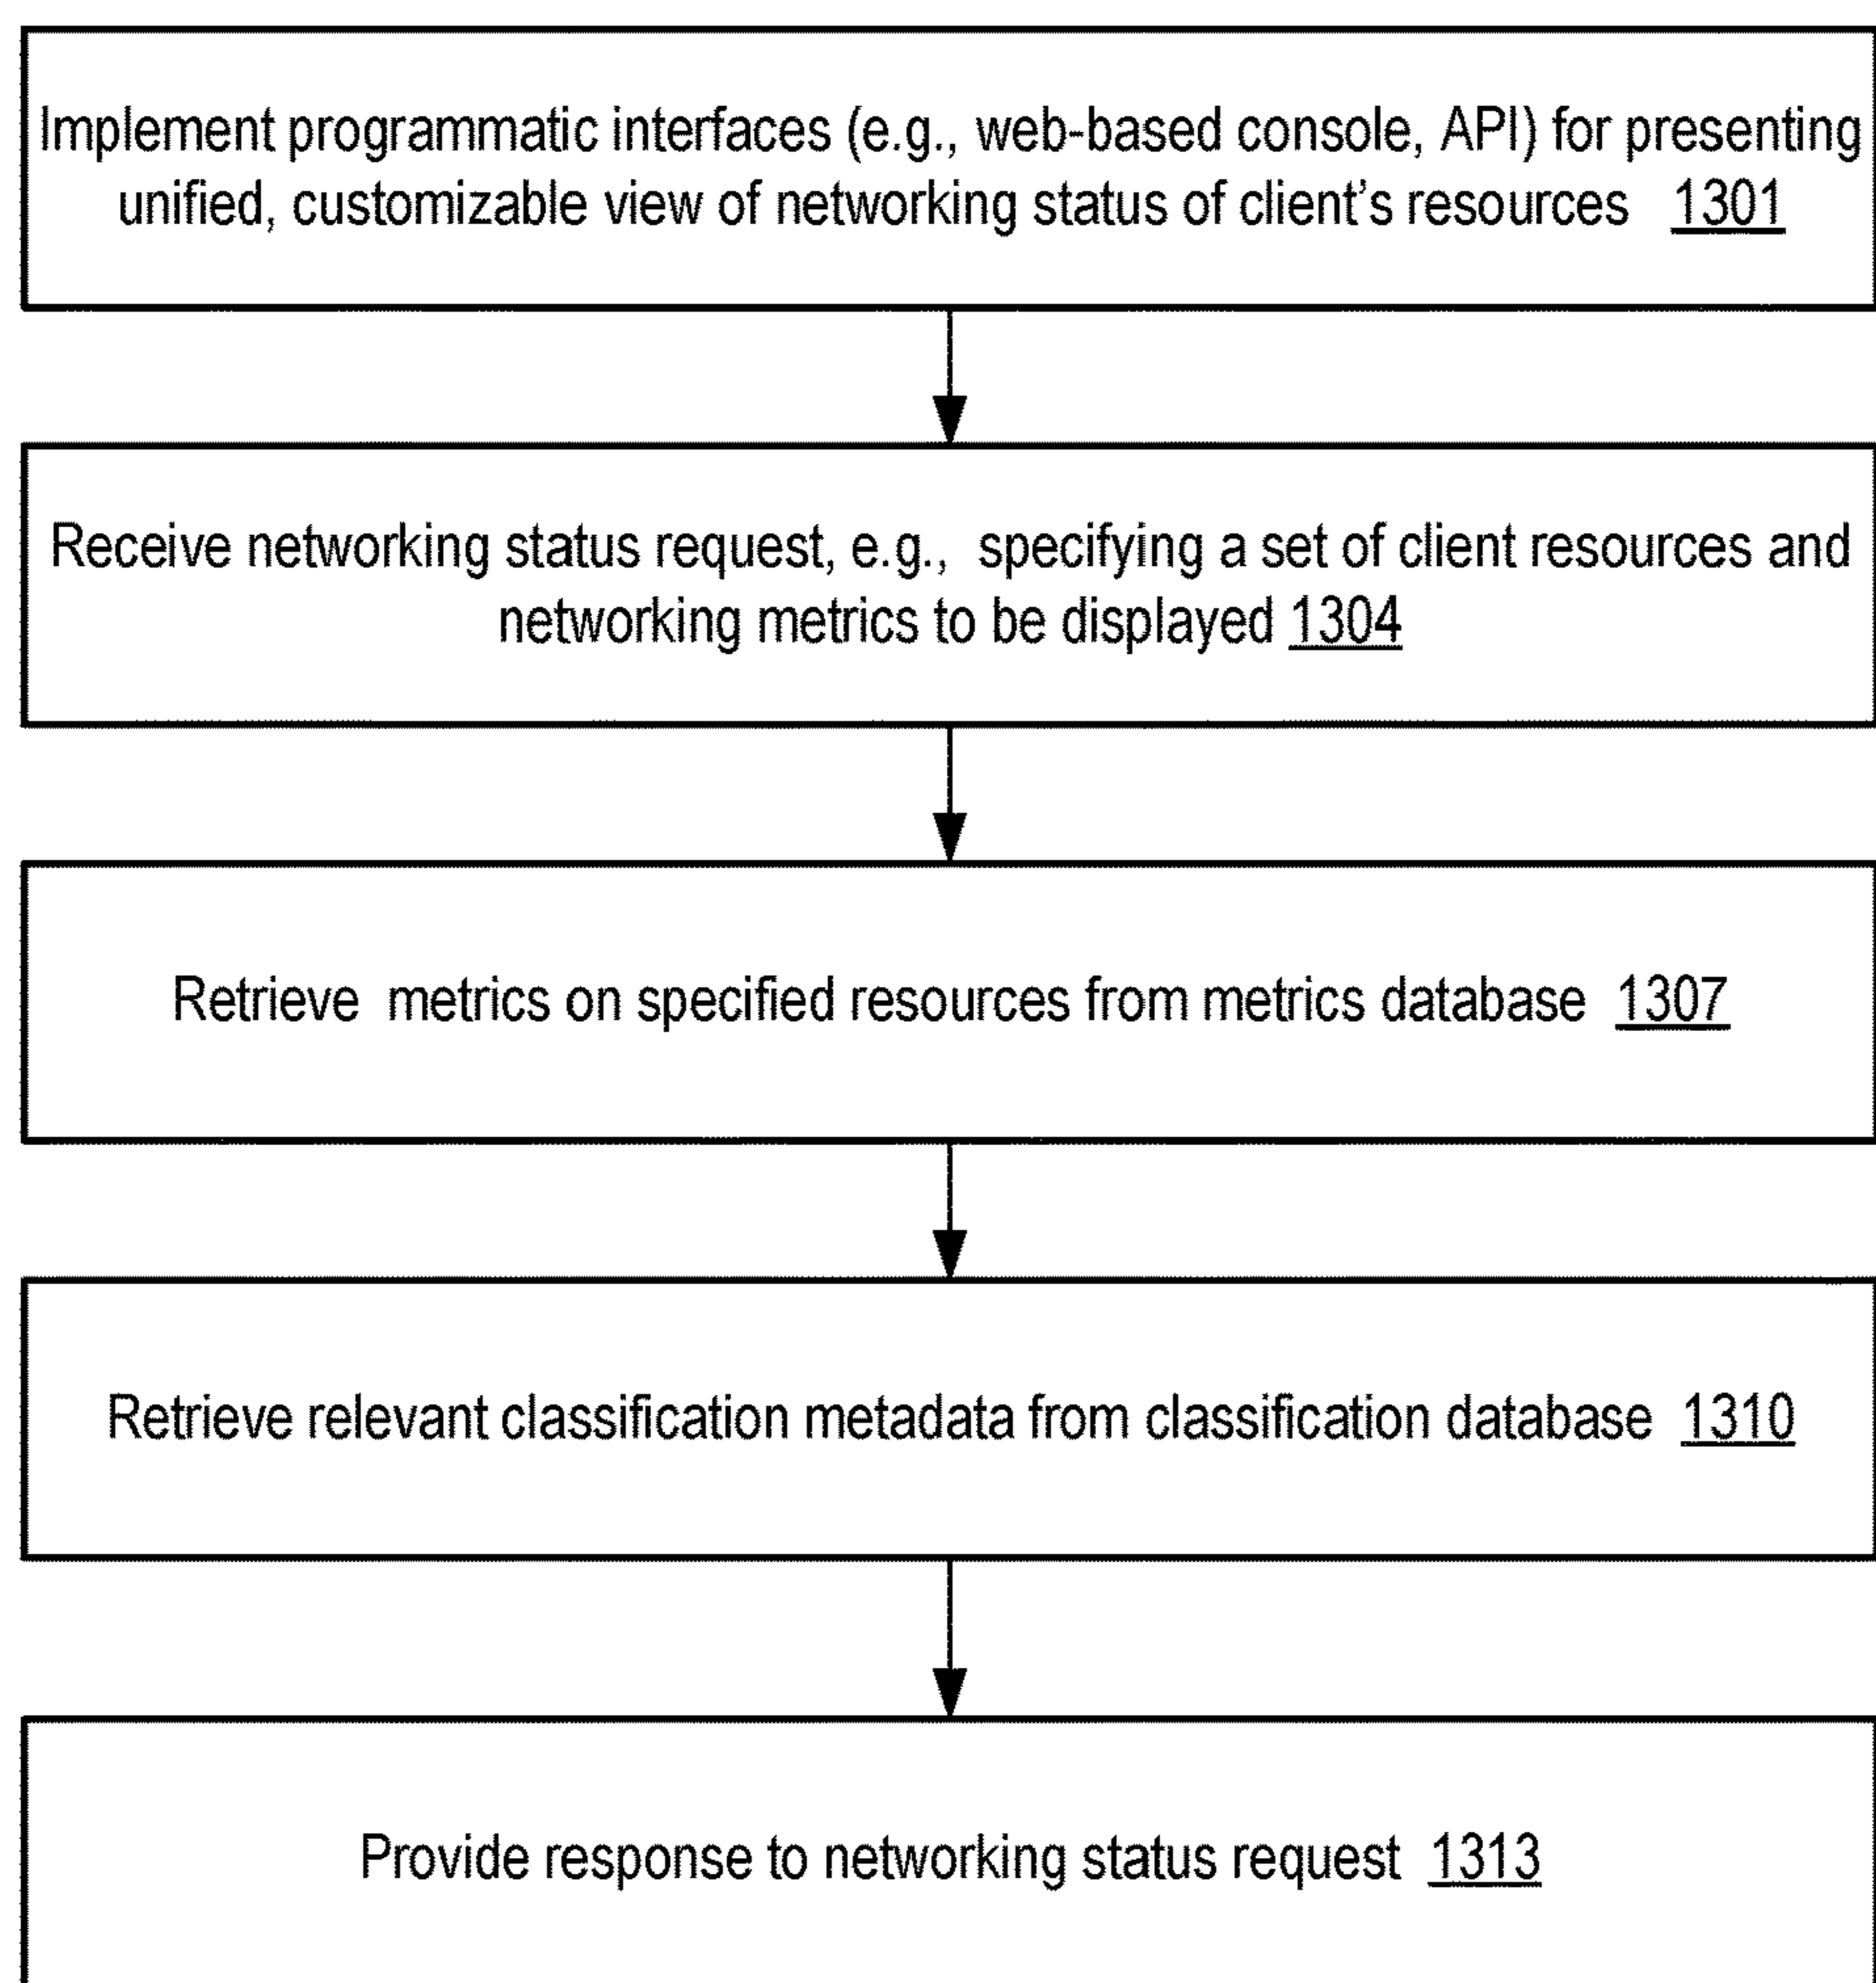 Implement programmatic interfaces (e.g., web-based console, API) for presenting
unified, customizable view of networking status of client's resources 1301
Receive networking status request, e.g., specifying a set of client resources and
networking metrics to be displayed 1304
Retrieve metrics on specified resources from metrics database 1307
Retrieve relevant classification metadata from classification database 1310
Provide response to networking status request 1313